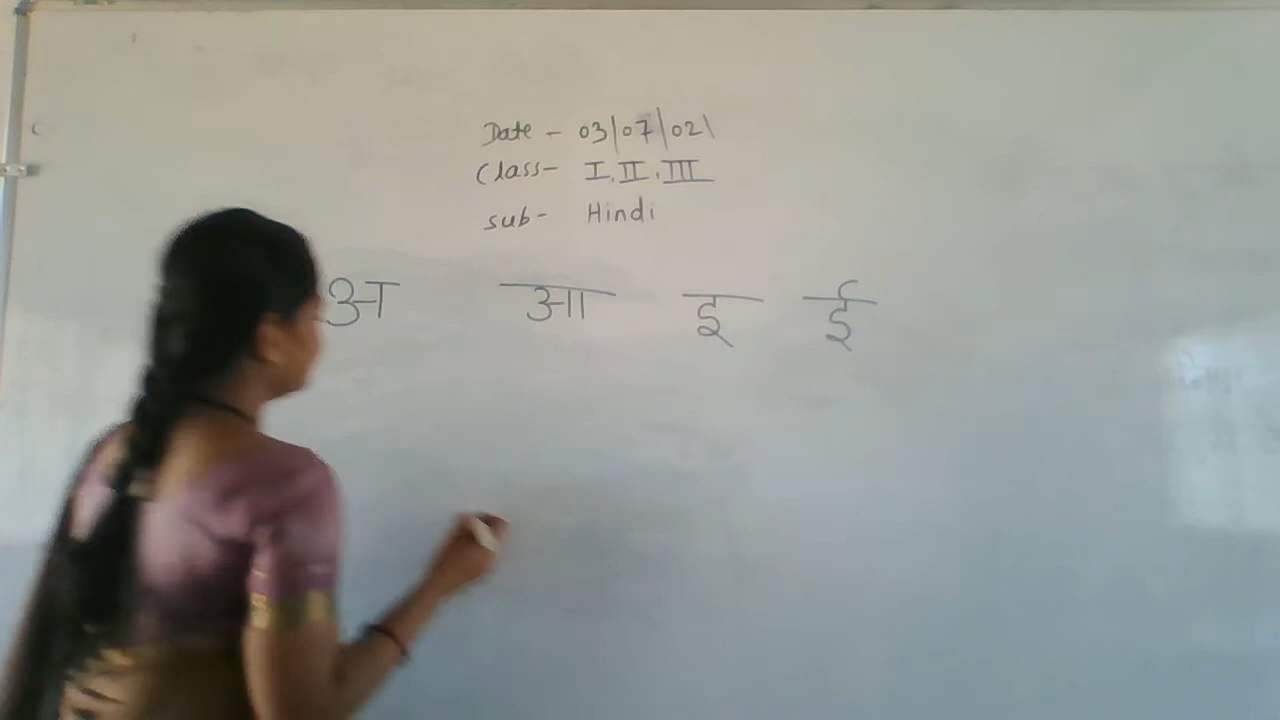 Date - 03/07/021
Class- I, II, III
Sub- Hindi
अ आ इ ई